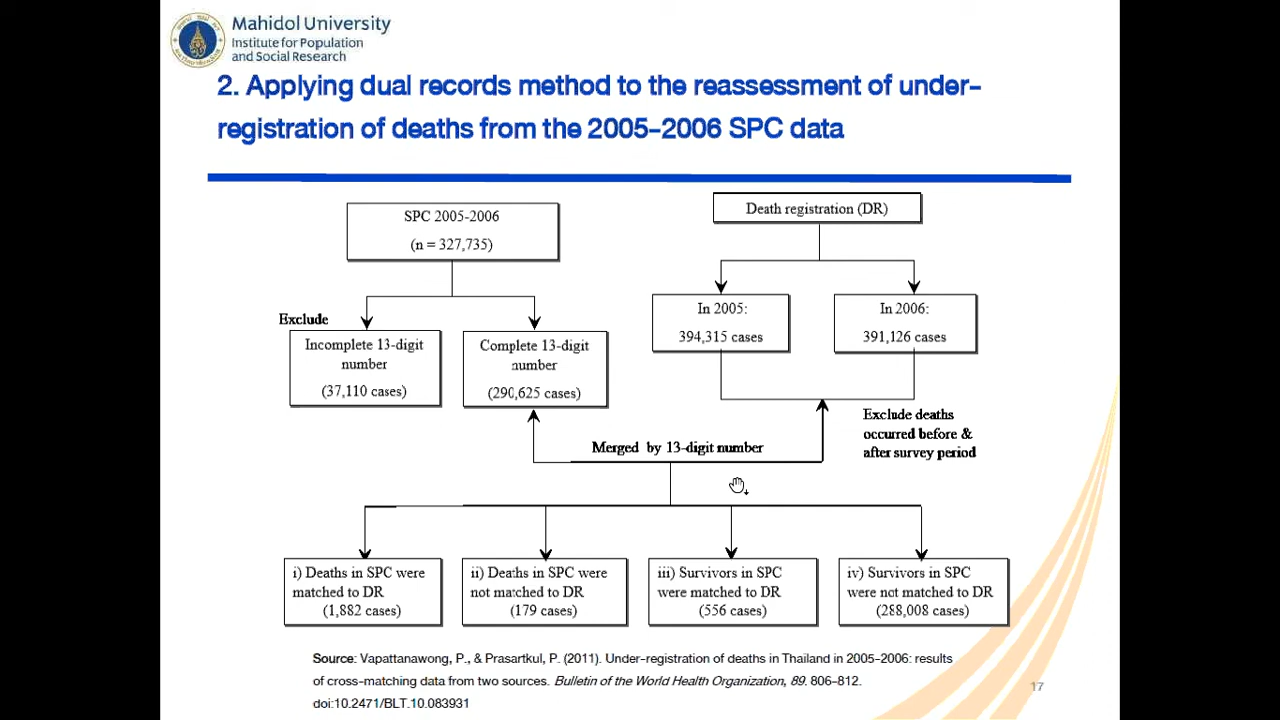 Mahidol University
Institute for Population
and Social Research
2. Applying dual records method to the reassessment of under-
registration of deaths from the 2005-2006 SPC data
SPC 2005-2006
(n = 327,735)
Death registration (DR)
Exclude
Incomplete 13-digit
number
(37,110 cases)
Complete 13-digit
number
(290,625 cases)
In 2005:
394,315 cases
In 2006:
391,126 cases
Merged by 13-digit number
Exclude deaths
occurred before &
after survey period
i) Deaths in SPC were
matched to DR
(1,882 cases)
ii) Deaths in SPC were
not matched to DR
(179 cases)
iii) Survivors in SPC
were matched to DR
(556 cases)
iv) Survivors in SPC
were not matched to DR
(288,008 cases)
Source: Vapattanawong, P., & Prasartkul, P. (2011). Under-registration of deaths in Thailand in 2005-2006: results
of cross-matching data from two sources. Bulletin of the World Health Organization, 89. 806-812.
doi:10.2471/BLT.10.083931
17